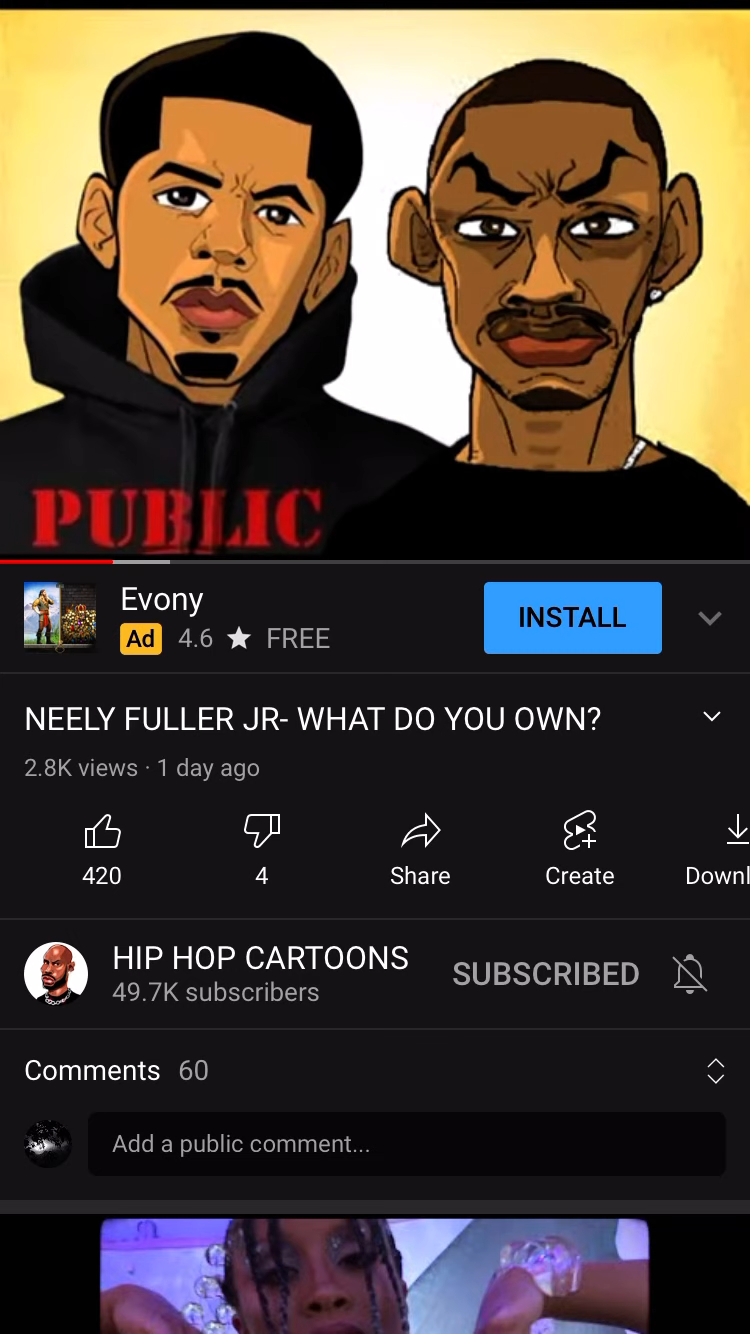 PUBLIC
Evony
Ad 4.6 ★ FREE
INSTALL
NEELY FULLER JR- WHAT DO YOU OWN?
2.8K views · 1 day ago
420
4
Share
Create
Downl
HIP HOP CARTOONS
49.7K subscribers
SUBSCRIBED
Comments 60
Add a public comment...